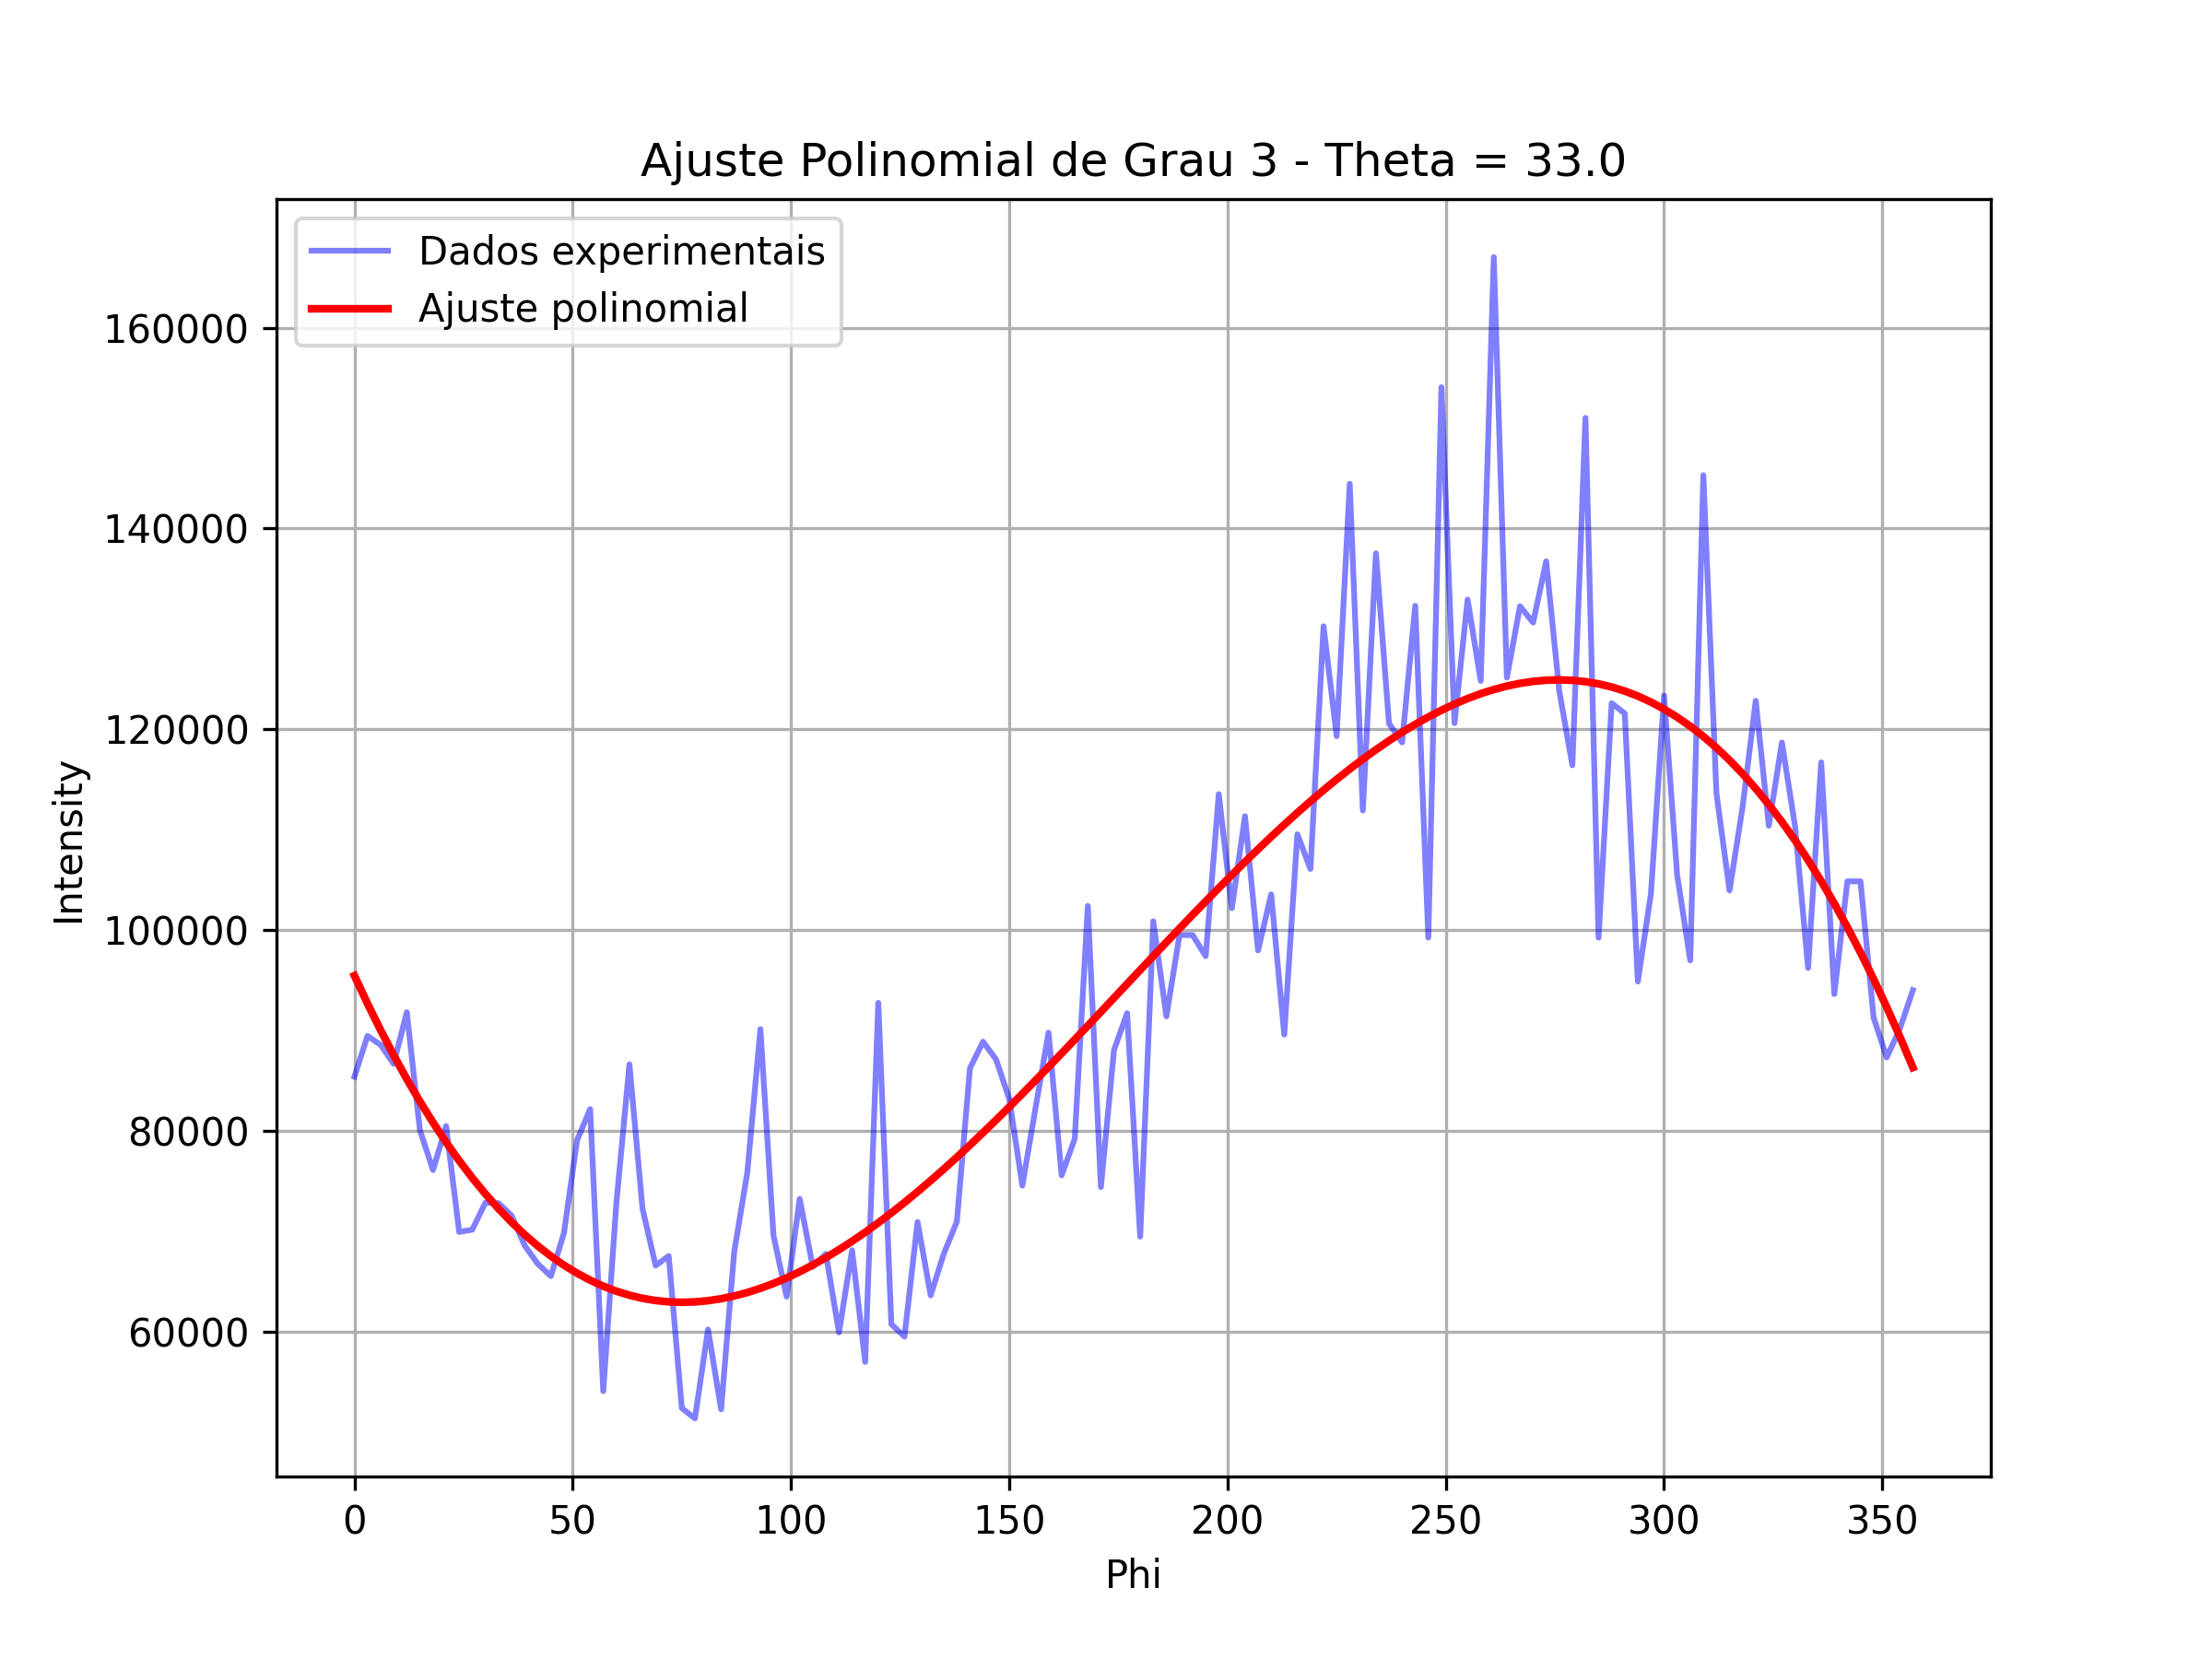 Ajuste Polinomial de Grau 3 - Theta = 33.0
Dados experimentais
Ajuste polinomial
160000
140000
120000
100000
80000
60000
Intensity
0 50 100 150 200 250 300 350
Phi